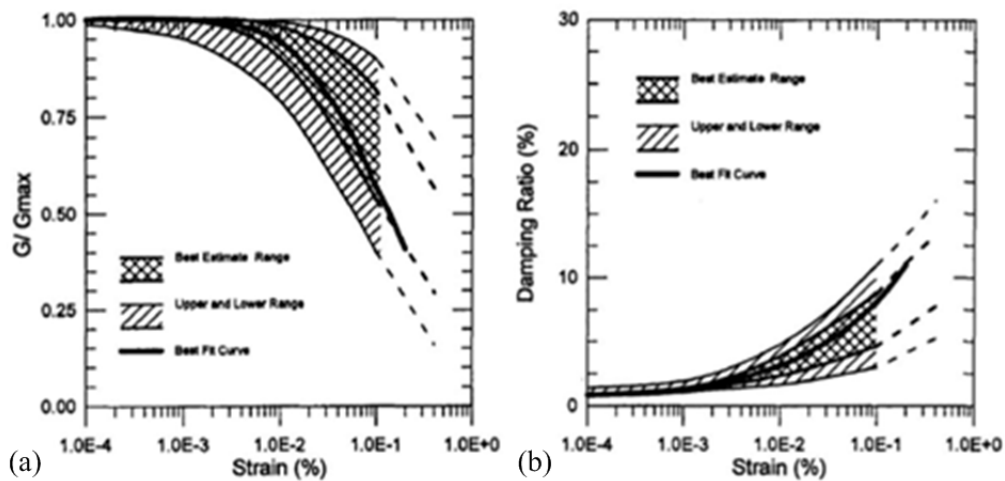 1.00
0.75
0.50
0.25
0.00
G/ Gmax
Best Estimate Range
Upper and Lower Range
Best Fit Curve
1.0E-4 1.0E-3 1.0E-2 1.0E-1 1.0E+0
Strain (%)
(a)
30
20
10
0
Damping Ratio (%)
Best Estimate Range
Upper and Lower Range
Best Fit Curve
1.0E-4 1.0E-3 1.0E-2 1.0E-1 1.0E+0
Strain (%)
(b)